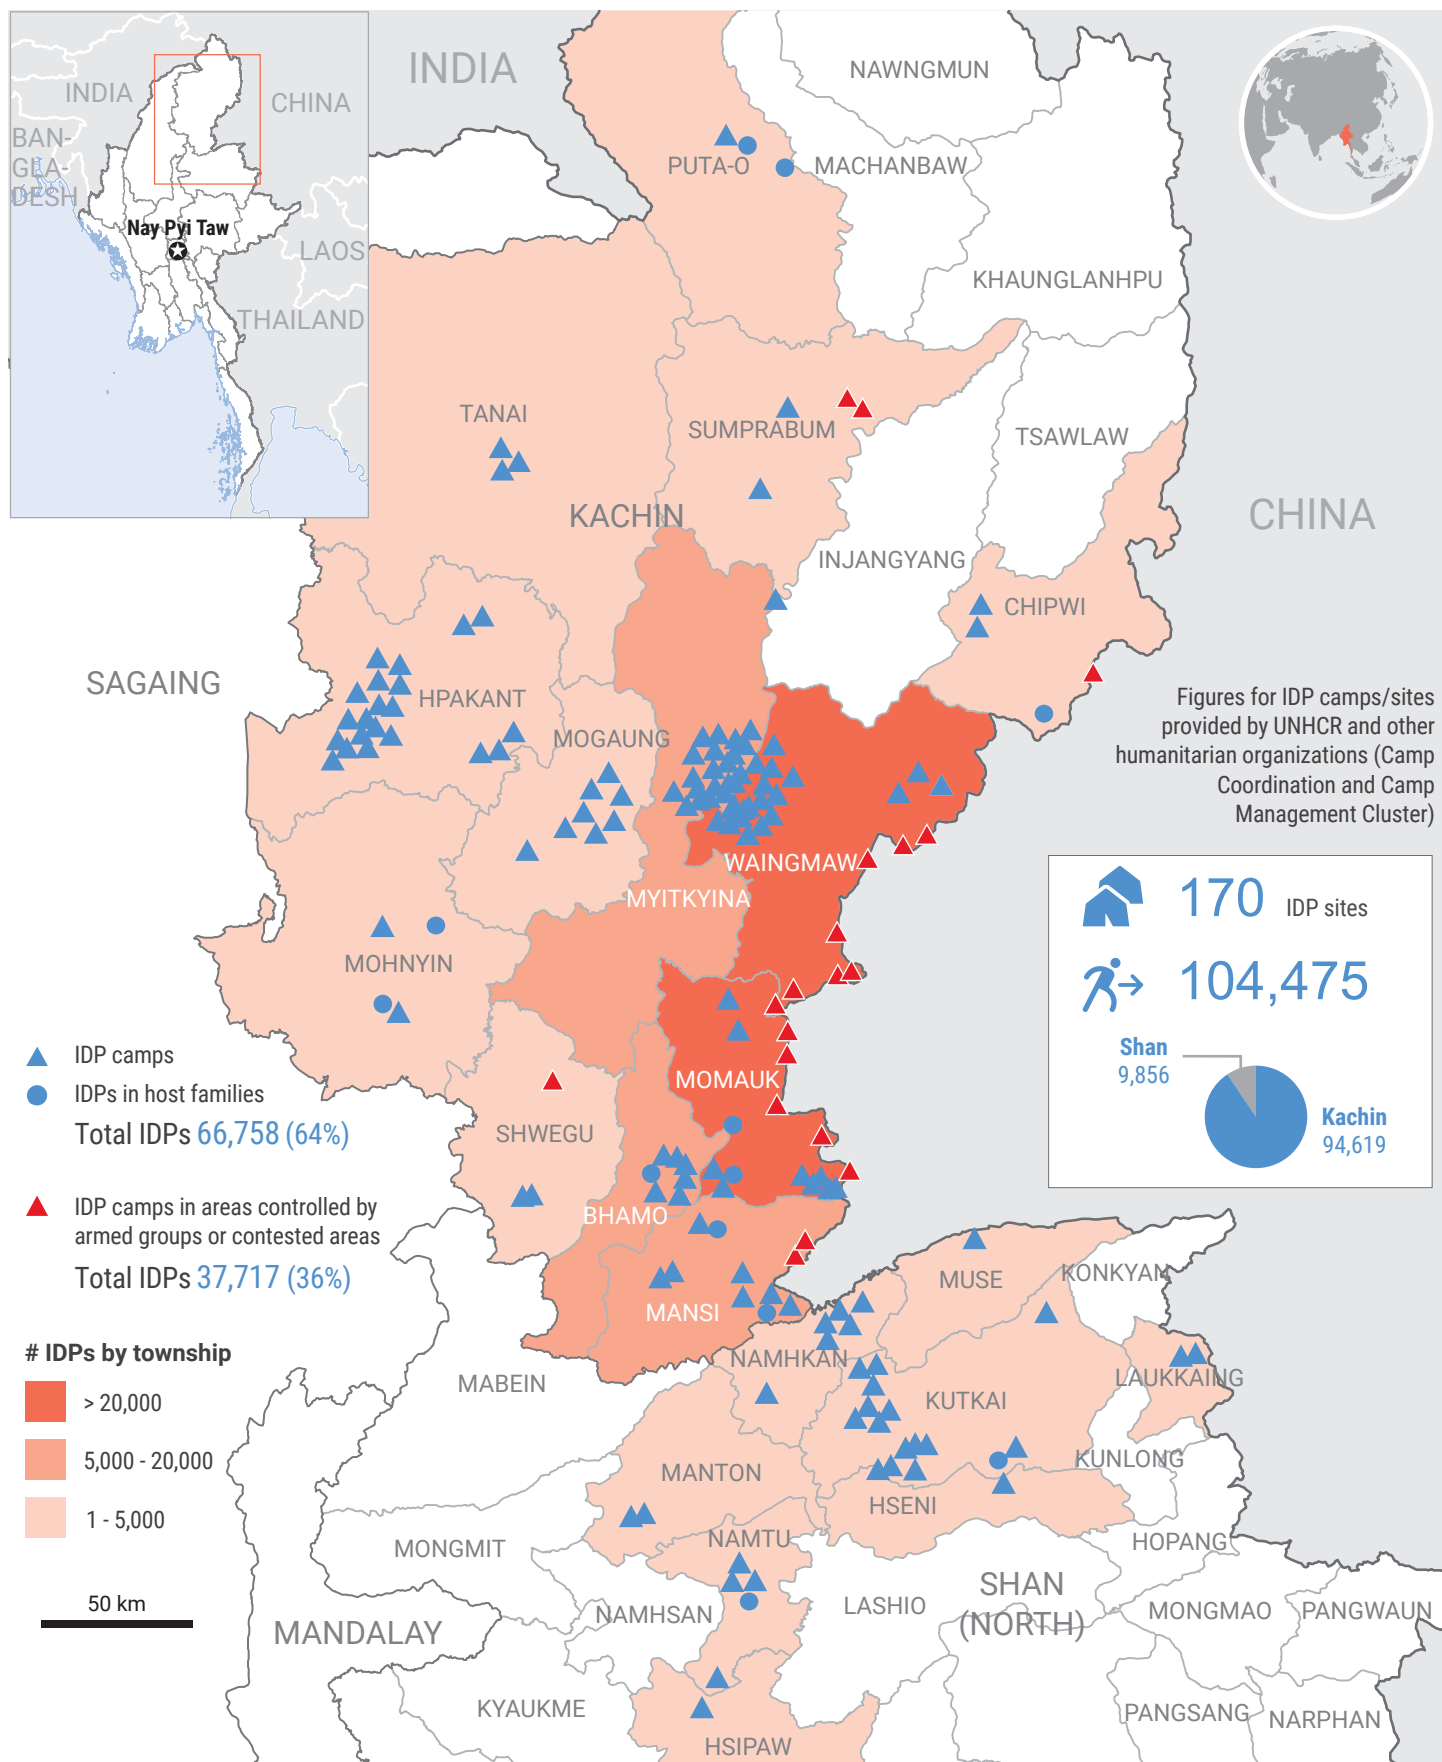 INDIA
CHINA
BAN-
GLA-
DESH
Nay Pyi Taw
LAOS
THAILAND
INDIA
NAWNGMUN
PUTA-O
MACHANBAW
KHAUNGLANHPU
TANAI
SUMPRABUM
TSAWLAW
KACHIN
CHINA
INJANGYANG
CHIPWI
SAGAING
HPAKANT
MOGAUNG
Figures for IDP camps/sites
provided by UNHCR and other
humanitarian organizations (Camp
Coordination and Camp
Management Cluster)
WAINGMAW
MYITKYINA
MOHNYIN
170 IDP sites
104,475
Shan
9,856
Kachin
94,619
IDP camps
IDPs in host families
Total IDPs 66,758 (64%)
IDP camps in areas controlled by
armed groups or contested areas
Total IDPs 37,717 (36%)
MOMAUK
SHWEGU
BHAMO
MANSI
MUSE
KONKYAN
NAMHKAN
LAUKKAING
MABEIN
KUTKAI
KUNLONG
MANTON
HSENI
# IDPs by township
> 20,000
5,000 - 20,000
1 - 5,000
50 km
MONGMIT
NAMTU
HOPANG
NAMHSAN
LASHIO
SHAN
(NORTH)
MONGMAO
PANGWAUN
MANDALAY
KYAUKME
PANGSANG
NARPHAN
HSIPAW